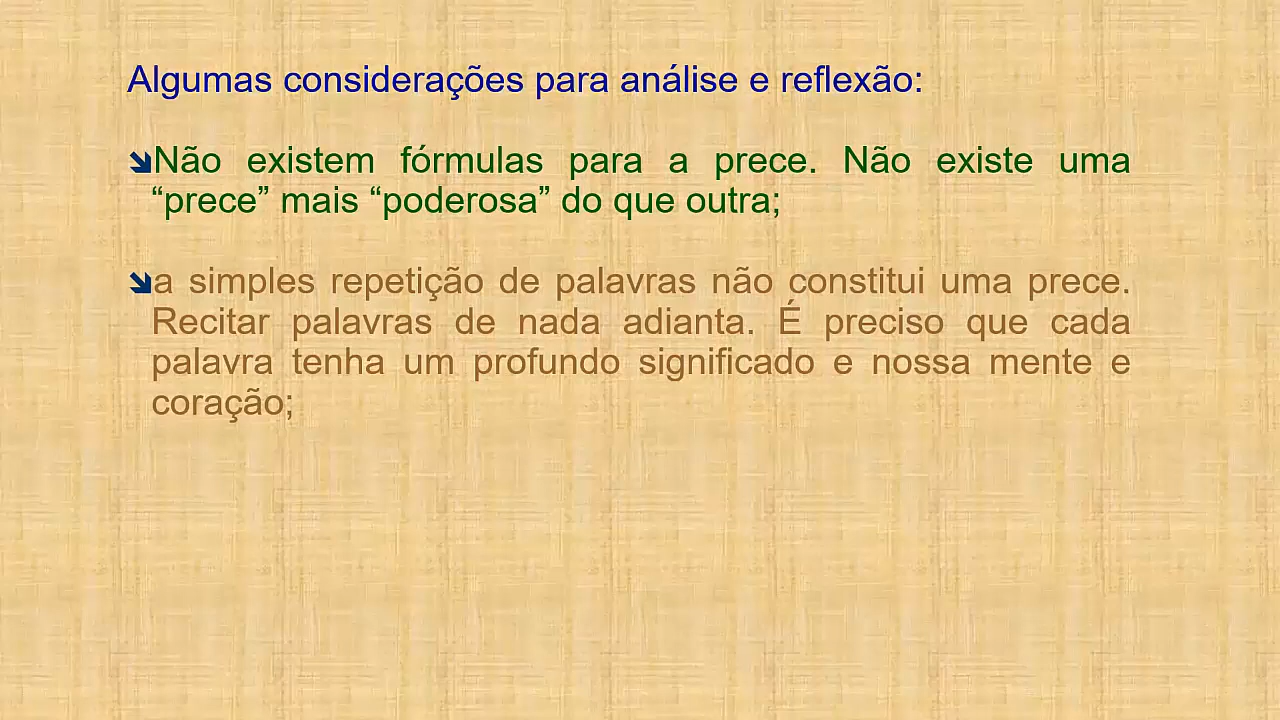 Algumas considerações para análise e reflexão:
Não existem fórmulas para a prece. Não existe uma
“prece” mais “poderosa” do que outra;
a simples repetição de palavras não constitui uma prece.
Recitar palavras de nada adianta. É preciso que cada
palavra tenha um profundo significado e nossa mente e
coração;